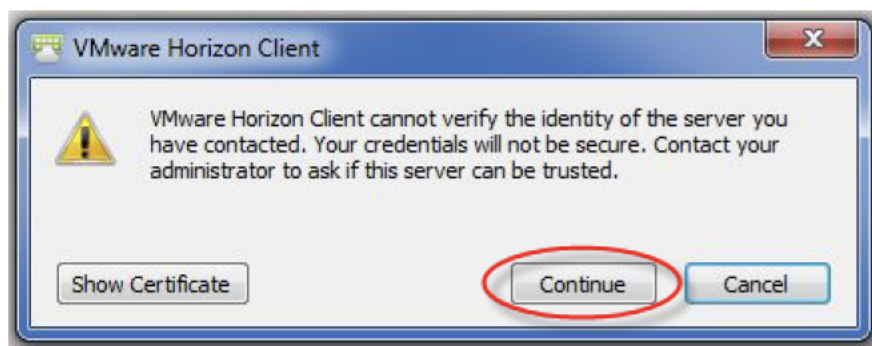 VMware Horizon Client
VMware Horizon Client cannot verify the identity of the server you
have contacted. Your credentials will not be secure. Contact your
administrator to ask if this server can be trusted.
Show Certificate
Continue
Cancel